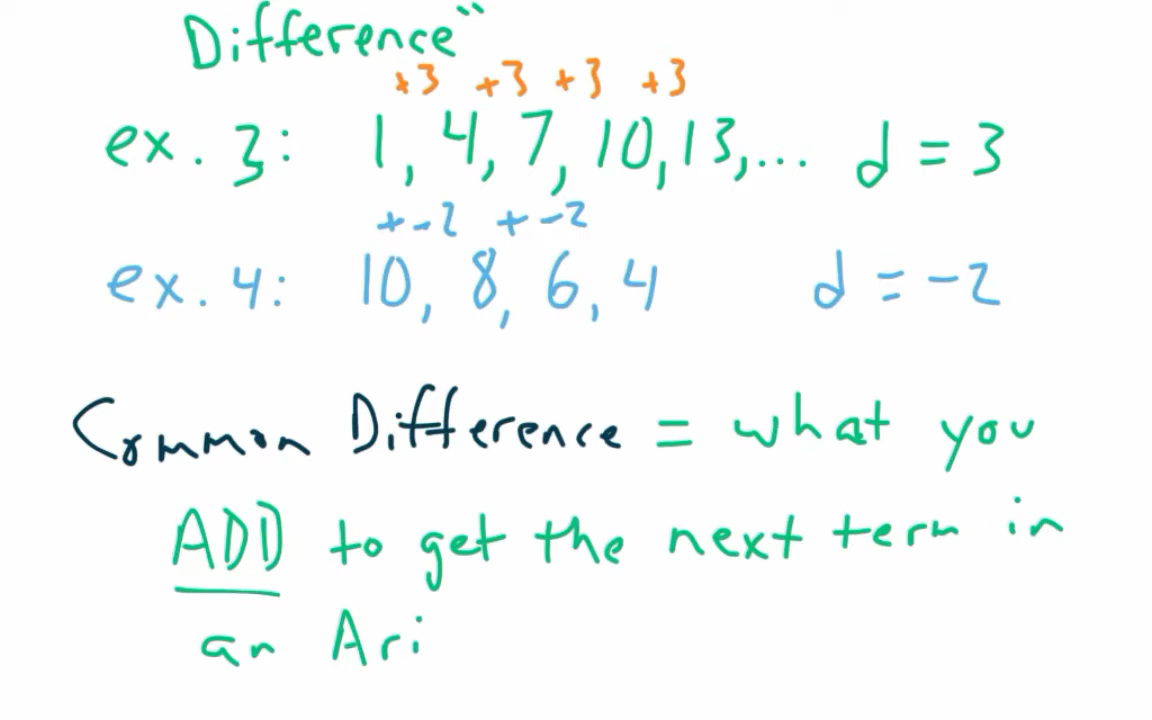 Difference"
+3 +3 +3 +3
ex. 3: 1, 4, 7, 10, 13, ... d = 3
+-2 +-2
ex. 4: 10, 8, 6, 4 d = -2
Common Difference = what you
ADD to get the next term in
an Ari